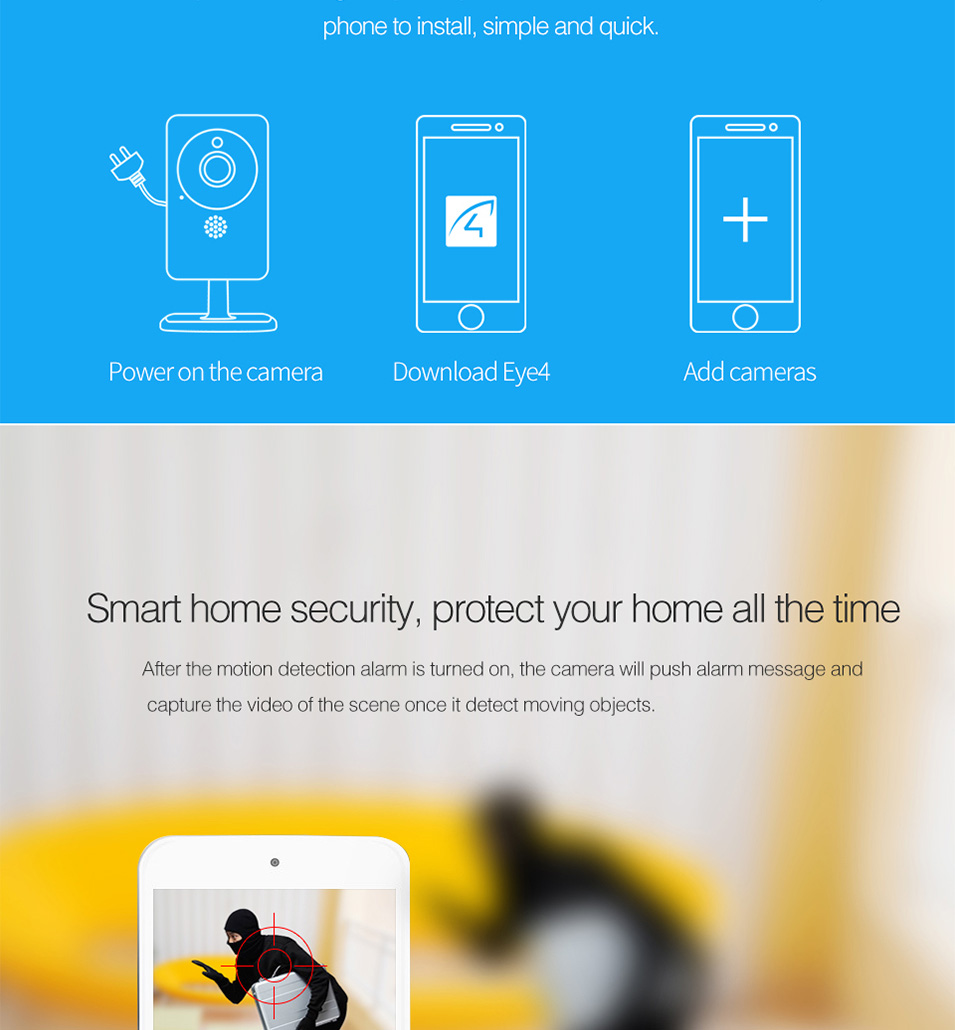 phone to install, simple and quick.
4
Power on the camera
Download Eye4
Add cameras
Smart home security, protect your home all the time
After the motion detection alarm is turned on, the camera will push alarm message and
capture the video of the scene once it detect moving objects.